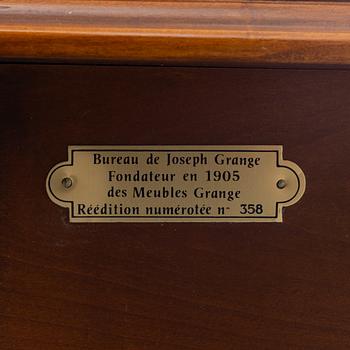 Bureau de Joseph Grange
Fondateur en 1905
des Meubles Grange
Réédition numérotée n° 358